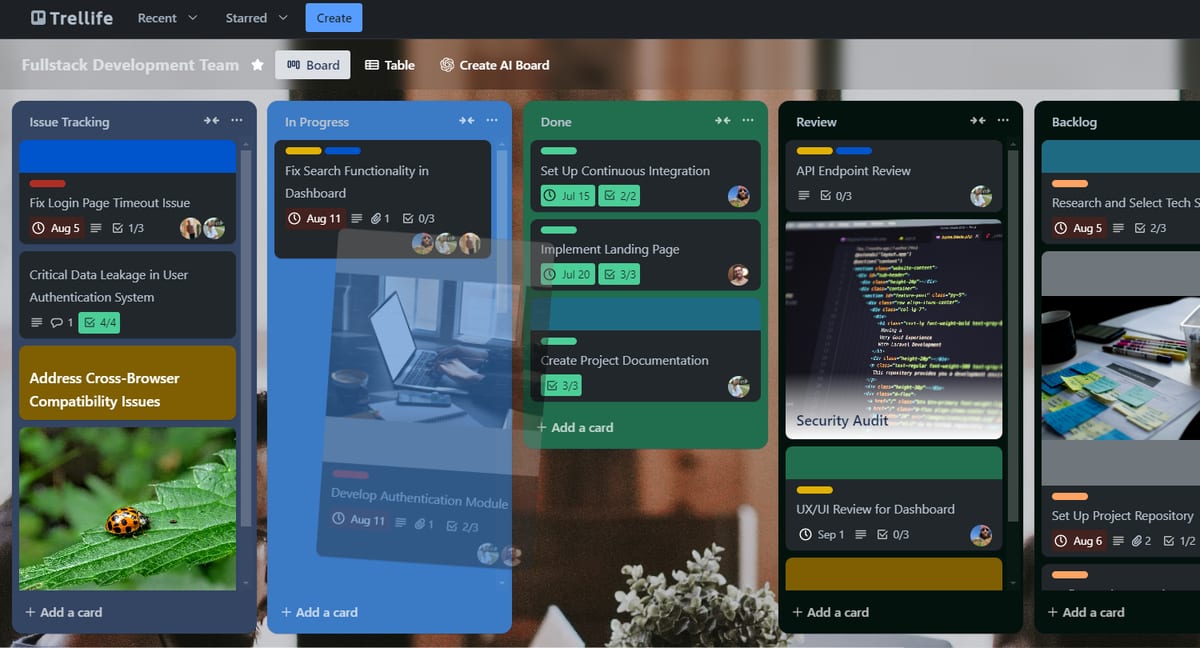 Trellife
Recent
Starred
Create
Fullstack Development Team
Board
Table
Create AI Board
Issue Tracking
Fix Login Page Timeout Issue
Aug 5
1/3
Critical Data Leakage in User
Authentication System
1
4/4
Address Cross-Browser
Compatibility Issues
+ Add a card
In Progress
Fix Search Functionality in
Dashboard
Aug 11
1
0/3
Develop Authentication Module
Aug 11
1
2/3
+ Add a card
Done
Set Up Continuous Integration
Jul 15
2/2
Implement Landing Page
Jul 20
3/3
Create Project Documentation
3/3
+ Add a card
Review
API Endpoint Review
0/3
Security Audit
UX/UI Review for Dashboard
Sep 1
0/3
+ Add a card
Backlog
Research and Select Tech S
Aug 5
2/3
Set Up Project Repository
Aug 6
2
1/2
+ Add a card